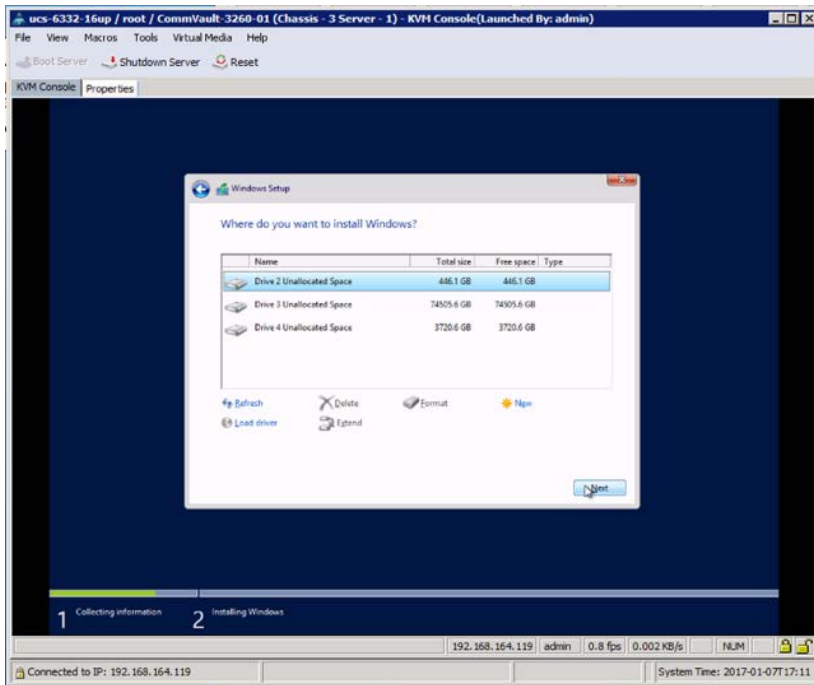 ucs-6332-16up / root / CommVault-3260-01 (Chassis - 3 Server - 1) - KVM Console(Launched By: admin)
File View Macros Tools Virtual Media Help
Boot Server Shutdown Server Reset
KVM Console Properties
Windows Setup
Where do you want to install Windows?
Name Total size Free space Type
Drive 2 Unallocated Space 446.1 GB 446.1 GB
Drive 3 Unallocated Space 74505.6 GB 74505.6 GB
Drive 4 Unallocated Space 3720.6 GB 3720.6 GB
Refresh Delete Format New
Load driver Extend
Next
1 Collecting information 2 Installing Windows
192.168.164.119 admin 0.8 fps 0.002 KB/s NUM
Connected to IP: 192.168.164.119 System Time: 2017-01-07T17:11